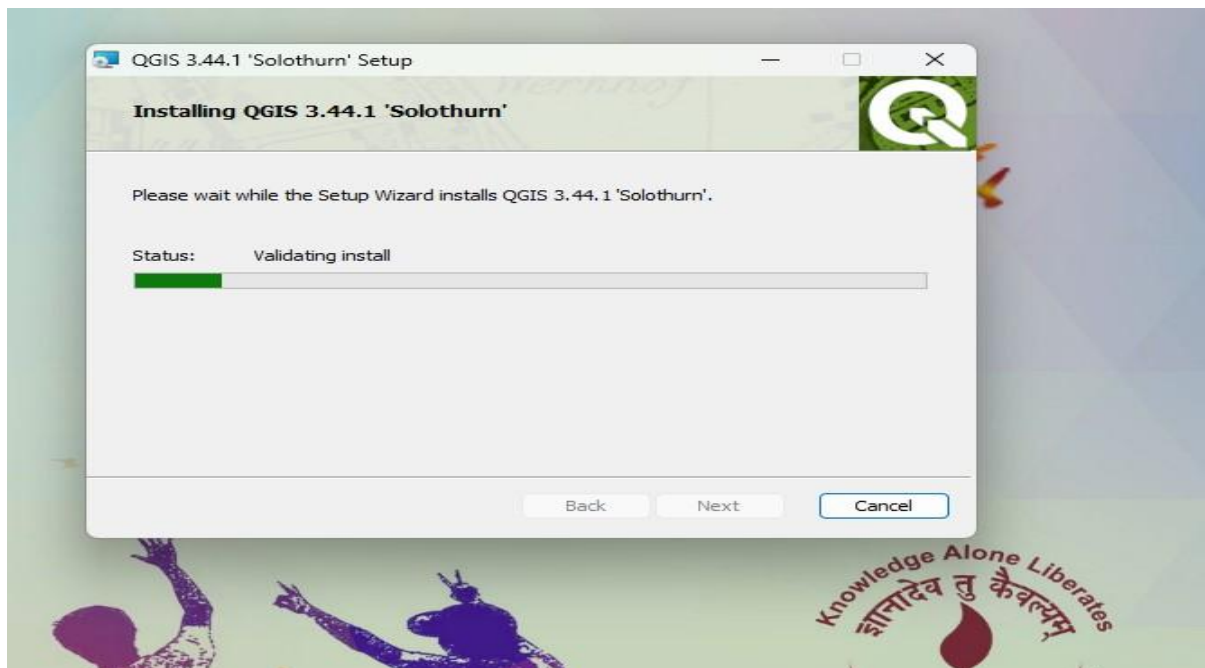 QGIS 3.44.1 'Solothurn' Setup
Werkhof
Installing QGIS 3.44.1 'Solothurn'
Please wait while the Setup Wizard installs QGIS 3.44.1 'Solothurn'.
Status: Validating install
Back Next Cancel
Knowledge Alone Liberates
ज्ञानादेव तु कैवल्यम्